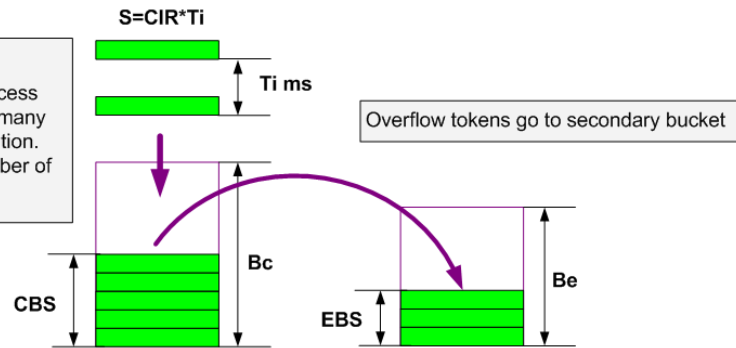 S=CIR*Ti
cess
many
tion.
ber of
Ti ms
Overflow tokens go to secondary bucket
Bc
CBS
Be
EBS